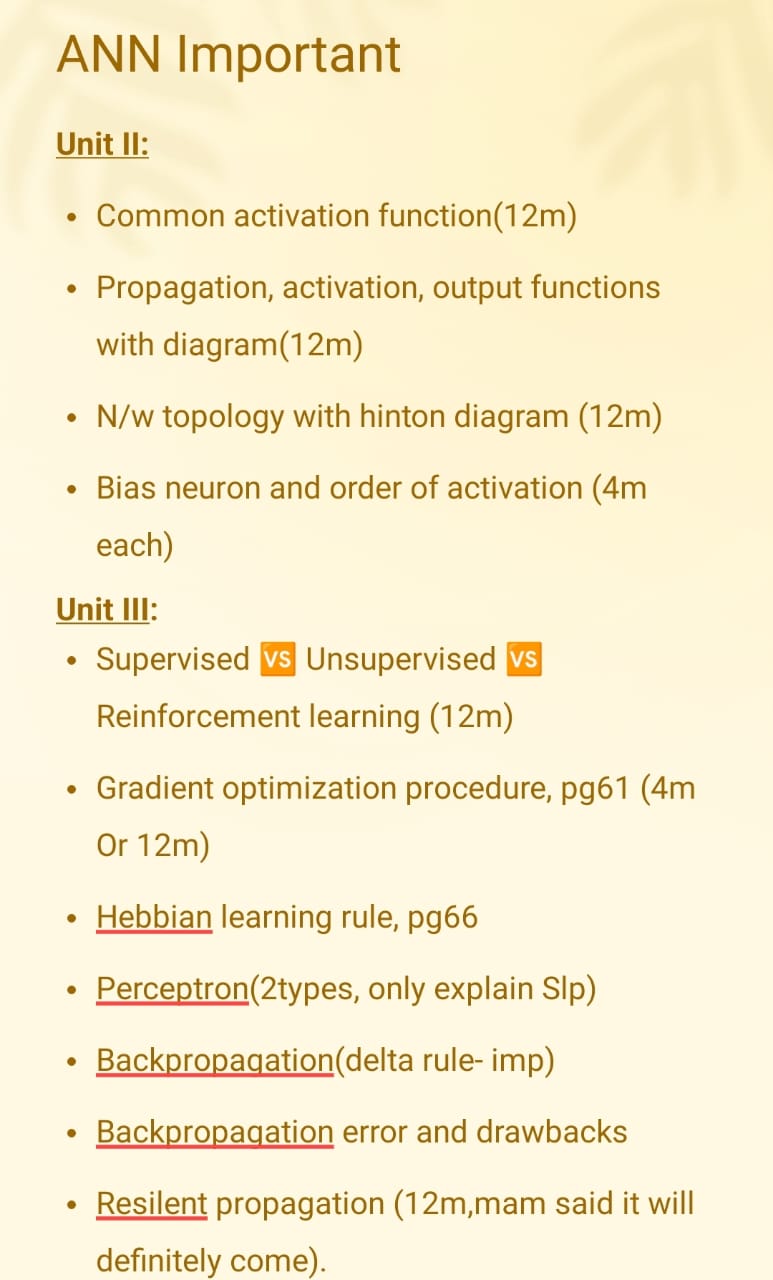 ANN Important
Unit II:
• Common activation function(12m)
• Propagation, activation, output functions
with diagram(12m)
• N/w topology with hinton diagram (12m)
• Bias neuron and order of activation (4m
each)
Unit III:
• Supervised 🆚 Unsupervised 🆚
Reinforcement learning (12m)
• Gradient optimization procedure, pg61 (4m
Or 12m)
• Hebbian learning rule, pg66
• Perceptron(2types, only explain Slp)
• Backpropagation(delta rule- imp)
• Backpropagation error and drawbacks
• Resilent propagation (12m,mam said it will
definitely come).